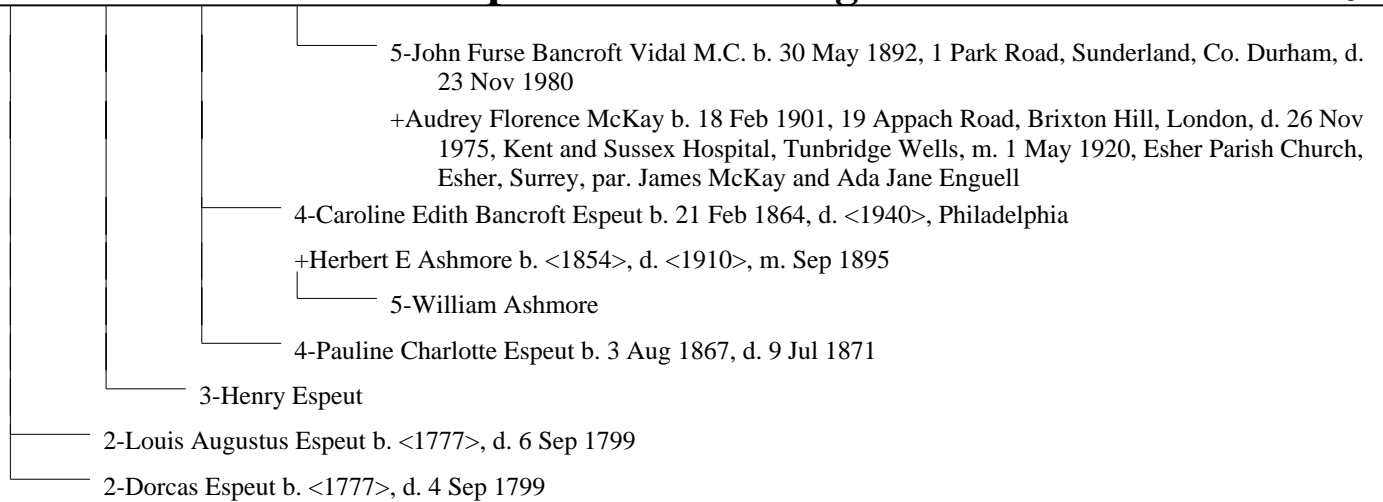 5-John Furse Bancroft Vidal M.C. b. 30 May 1892, 1 Park Road, Sunderland, Co. Durham, d.
23 Nov 1980
+Audrey Florence McKay b. 18 Feb 1901, 19 Appach Road, Brixton Hill, London, d. 26 Nov
1975, Kent and Sussex Hospital, Tunbridge Wells, m. 1 May 1920, Esher Parish Church,
Esher, Surrey, par. James McKay and Ada Jane Enguell
4-Caroline Edith Bancroft Espeut b. 21 Feb 1864, d. <1940>, Philadelphia
+Herbert E Ashmore b. <1854>, d. <1910>, m. Sep 1895
5-William Ashmore
4-Pauline Charlotte Espeut b. 3 Aug 1867, d. 9 Jul 1871
3-Henry Espeut
2-Louis Augustus Espeut b. <1777>, d. 6 Sep 1799
2-Dorcas Espeut b. <1777>, d. 4 Sep 1799